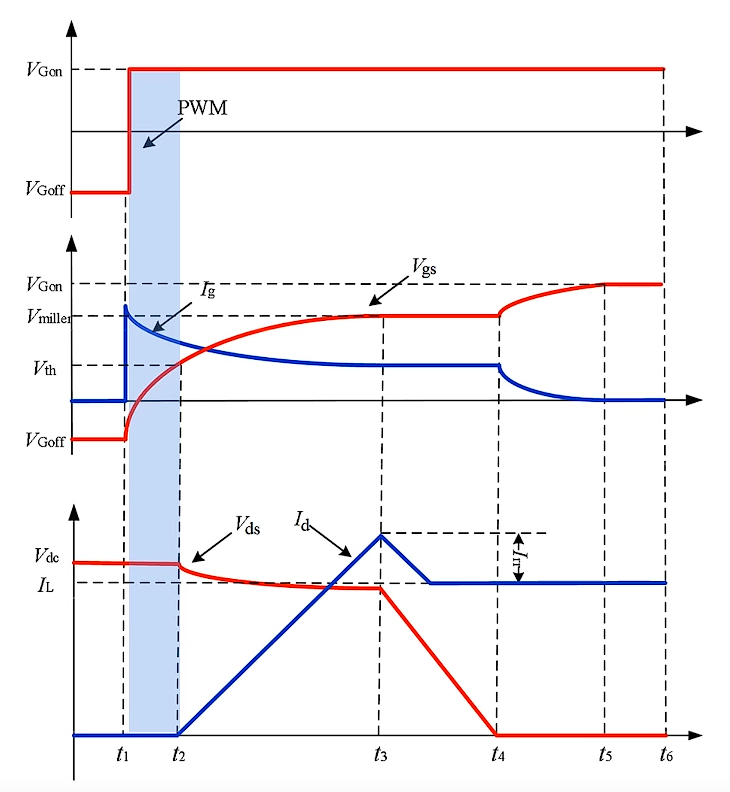 VGon
PWM
VGoff
VGon
Ig
Vgs
Vmiller
Vth
VGoff
Vds
Id
Vdc
IL
Irr
t1
t2
t3
t4
t5
t6